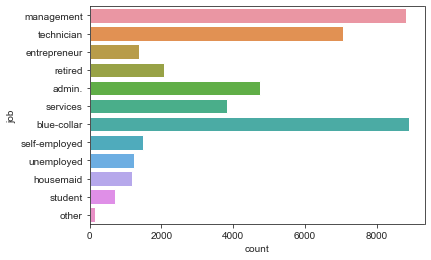 management
technician
entrepreneur
retired
admin.
services
blue-collar
self-employed
unemployed
housemaid
student
other
job
0 2000 4000 6000 8000
count